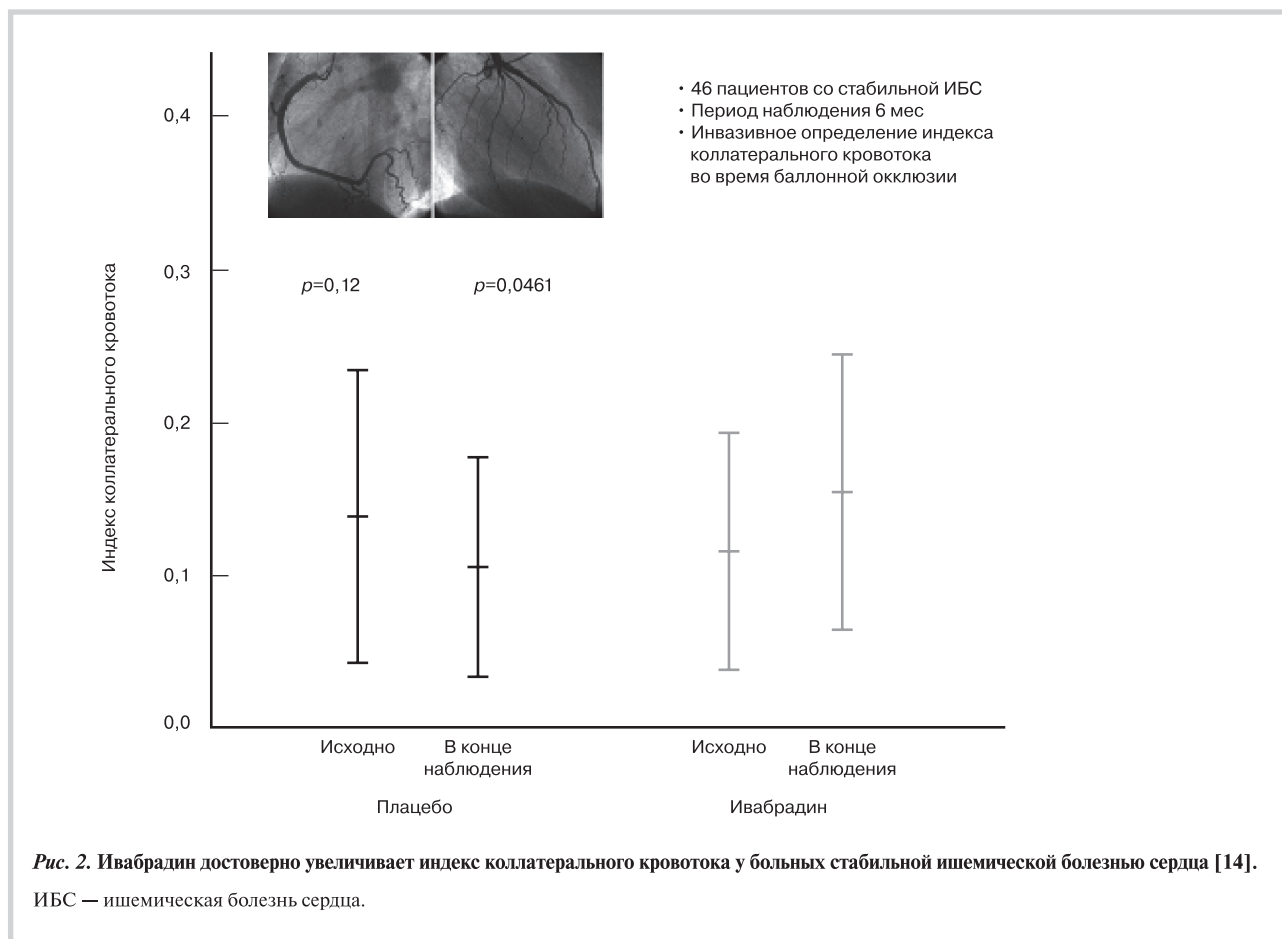 • 46 пациентов со стабильной ИБС
• Период наблюдения 6 мес
• Инвазивное определение индекса
коллатерального кровотока
во время баллонной окклюзии
Индекс коллатерального кровотока
0,4
0,3
0,2
0,1
0,0
p=0,12
p=0,0461
Исходно
В конце
наблюдения
Исходно
В конце
наблюдения
Плацебо
Ивабрадин
Рис. 2. Ивабрадин достоверно увеличивает индекс коллатерального кровотока у больных стабильной ишемической болезнью сердца [14].
ИБС — ишемическая болезнь сердца.